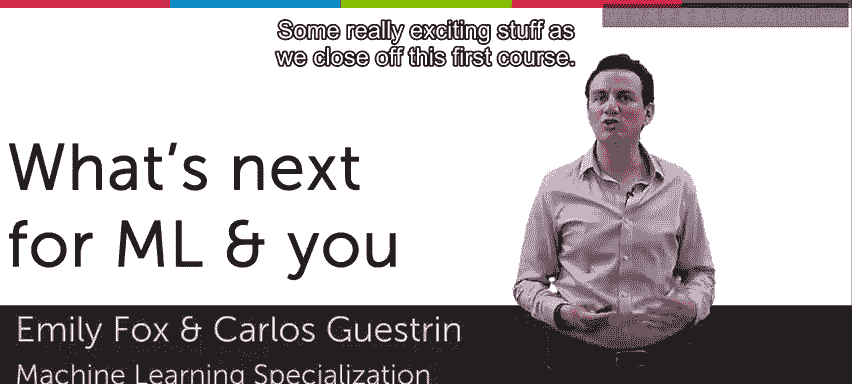 Some really exciting stuff as
we close off this first course.
What's next
for ML & you
Emily Fox & Carlos Guestrin
Machine Learning Specialization